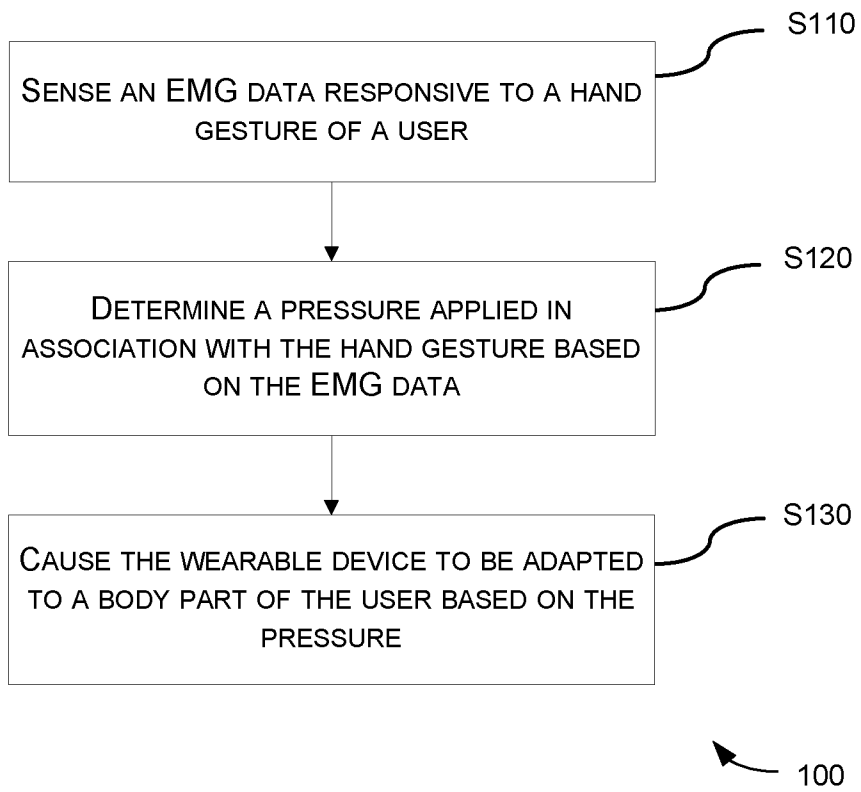 S110
SENSE AN EMG DATA RESPONSIVE TO A HAND
GESTURE OF A USER
S120
DETERMINE A PRESSURE APPLIED IN
ASSOCIATION WITH THE HAND GESTURE BASED
ON THE EMG DATA
S130
CAUSE THE WEARABLE DEVICE TO BE ADAPTED
TO A BODY PART OF THE USER BASED ON THE
PRESSURE
100